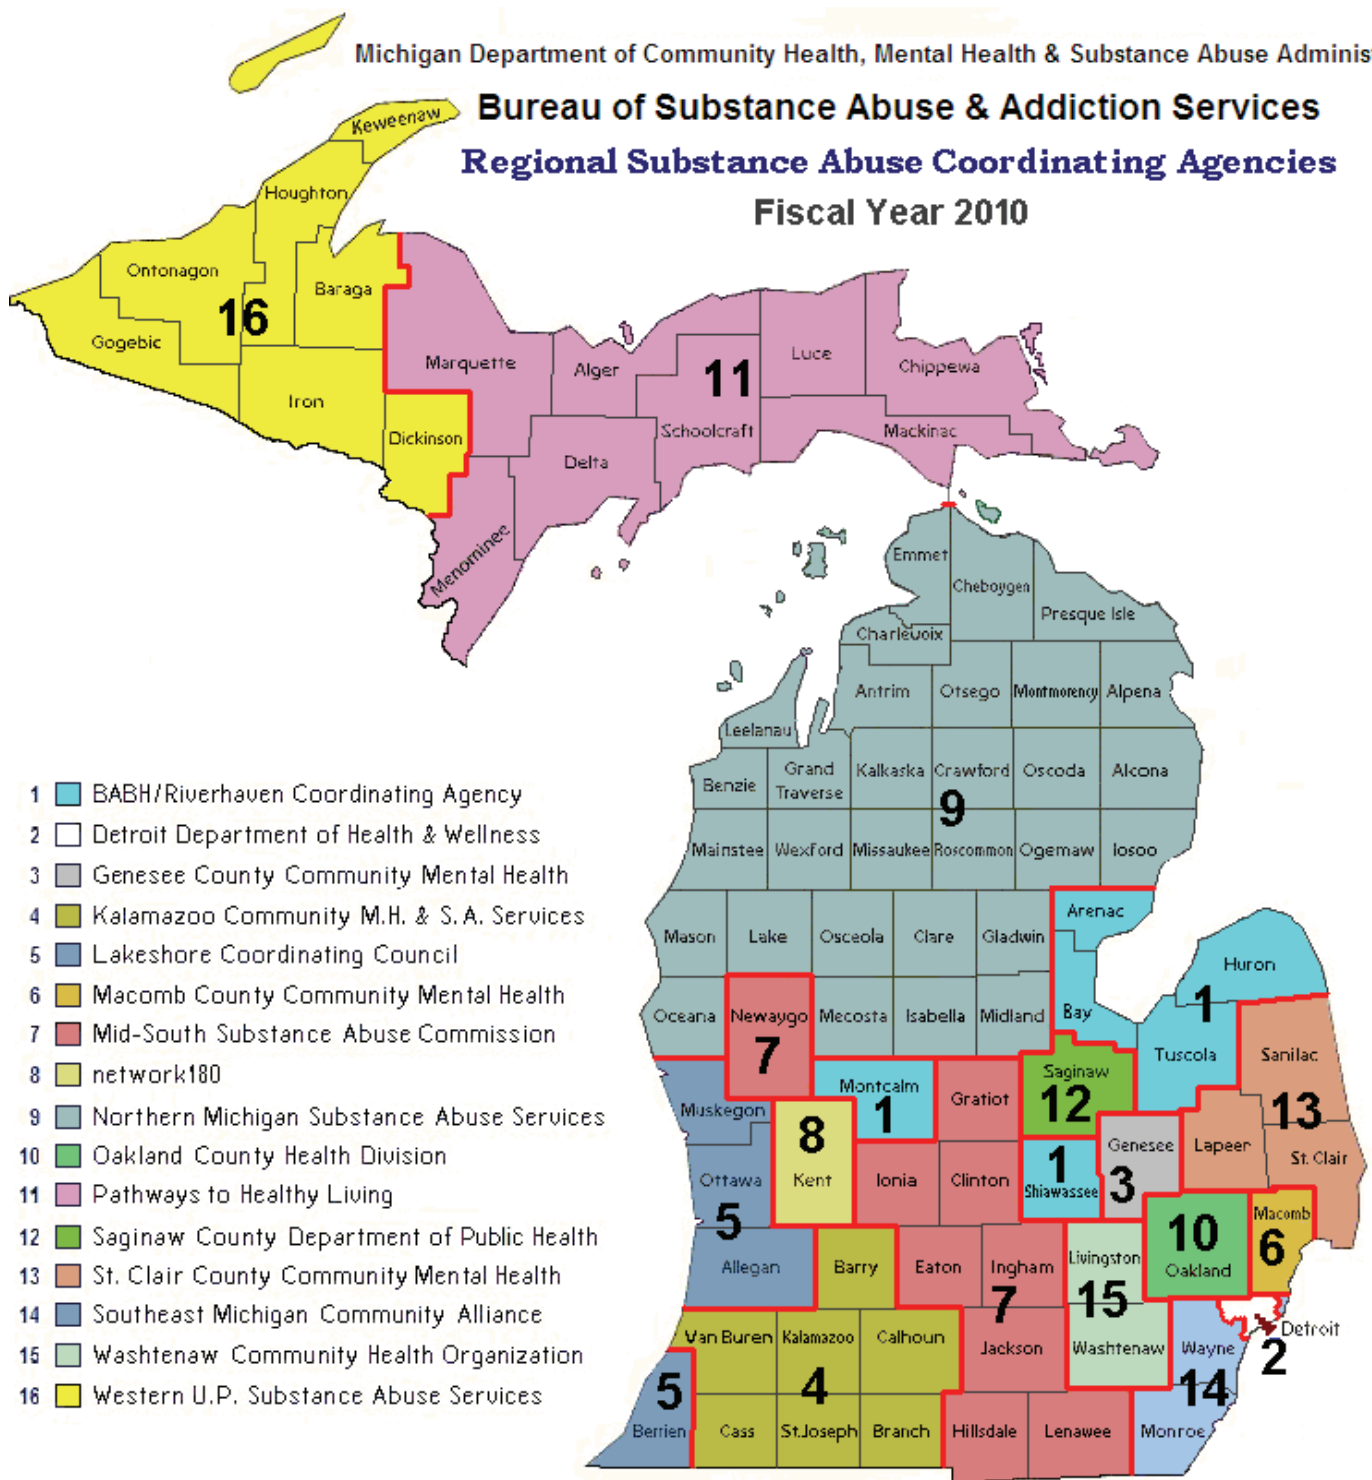 Michigan Department of Community Health, Mental Health & Substance Abuse Adminis
Bureau of Substance Abuse & Addiction Services
Regional Substance Abuse Coordinating Agencies
Fiscal Year 2010
Keweenaw
Houghton
Ontonagon
Baraga
16
Gogebic
Iron
Dickinson
Marquette
Alger
Luce
Chippewa
11
Schoolcraft
Mackinac
Delta
Menominee
Emmet
Cheboygen
Presque Isle
Charlevoix
Antrim
Otsego
Montmorency
Alpena
Leelanau
Benzie
Grand
Traverse
Kalkaska
Crawford
Oscoda
Alcona
9
Mainstee
Wexford
Missaukee
Roscommon
Ogemaw
Iosoo
Mason
Lake
Osceola
Clare
Gladwin
Arenac
Huron
Oceana
Newaygo
7
Mecosta
Isabella
Midland
Bay
1
Tuscola
Sanilac
13
Muskegon
Montcalm
1
Gratiot
Saginaw
12
Genesee
3
Lapeer
St. Clair
8
Kent
Ottawa
5
Ionia
Clinton
1
Shiawassee
10
Oakland
Macomb
6
Allegan
Barry
Eaton
Ingham
7
Livingston
15
Washtenaw
Van Buren
Kalamazoo
Calhoun
Jackson
Wayne
14
Detroit
2
5
Berrien
4
Cass
St.Joseph
Branch
Hillsdale
Lenawee
Monroe
1 BABH/Riverhaven Coordinating Agency
2 Detroit Department of Health & Wellness
3 Genesee County Community Mental Health
4 Kalamazoo Community M.H. & S.A. Services
5 Lakeshore Coordinating Council
6 Macomb County Community Mental Health
7 Mid-South Substance Abuse Commission
8 network180
9 Northern Michigan Substance Abuse Services
10 Oakland County Health Division
11 Pathways to Healthy Living
12 Saginaw County Department of Public Health
13 St. Clair County Community Mental Health
14 Southeast Michigan Community Alliance
15 Washtenaw Community Health Organization
16 Western U.P. Substance Abuse Services